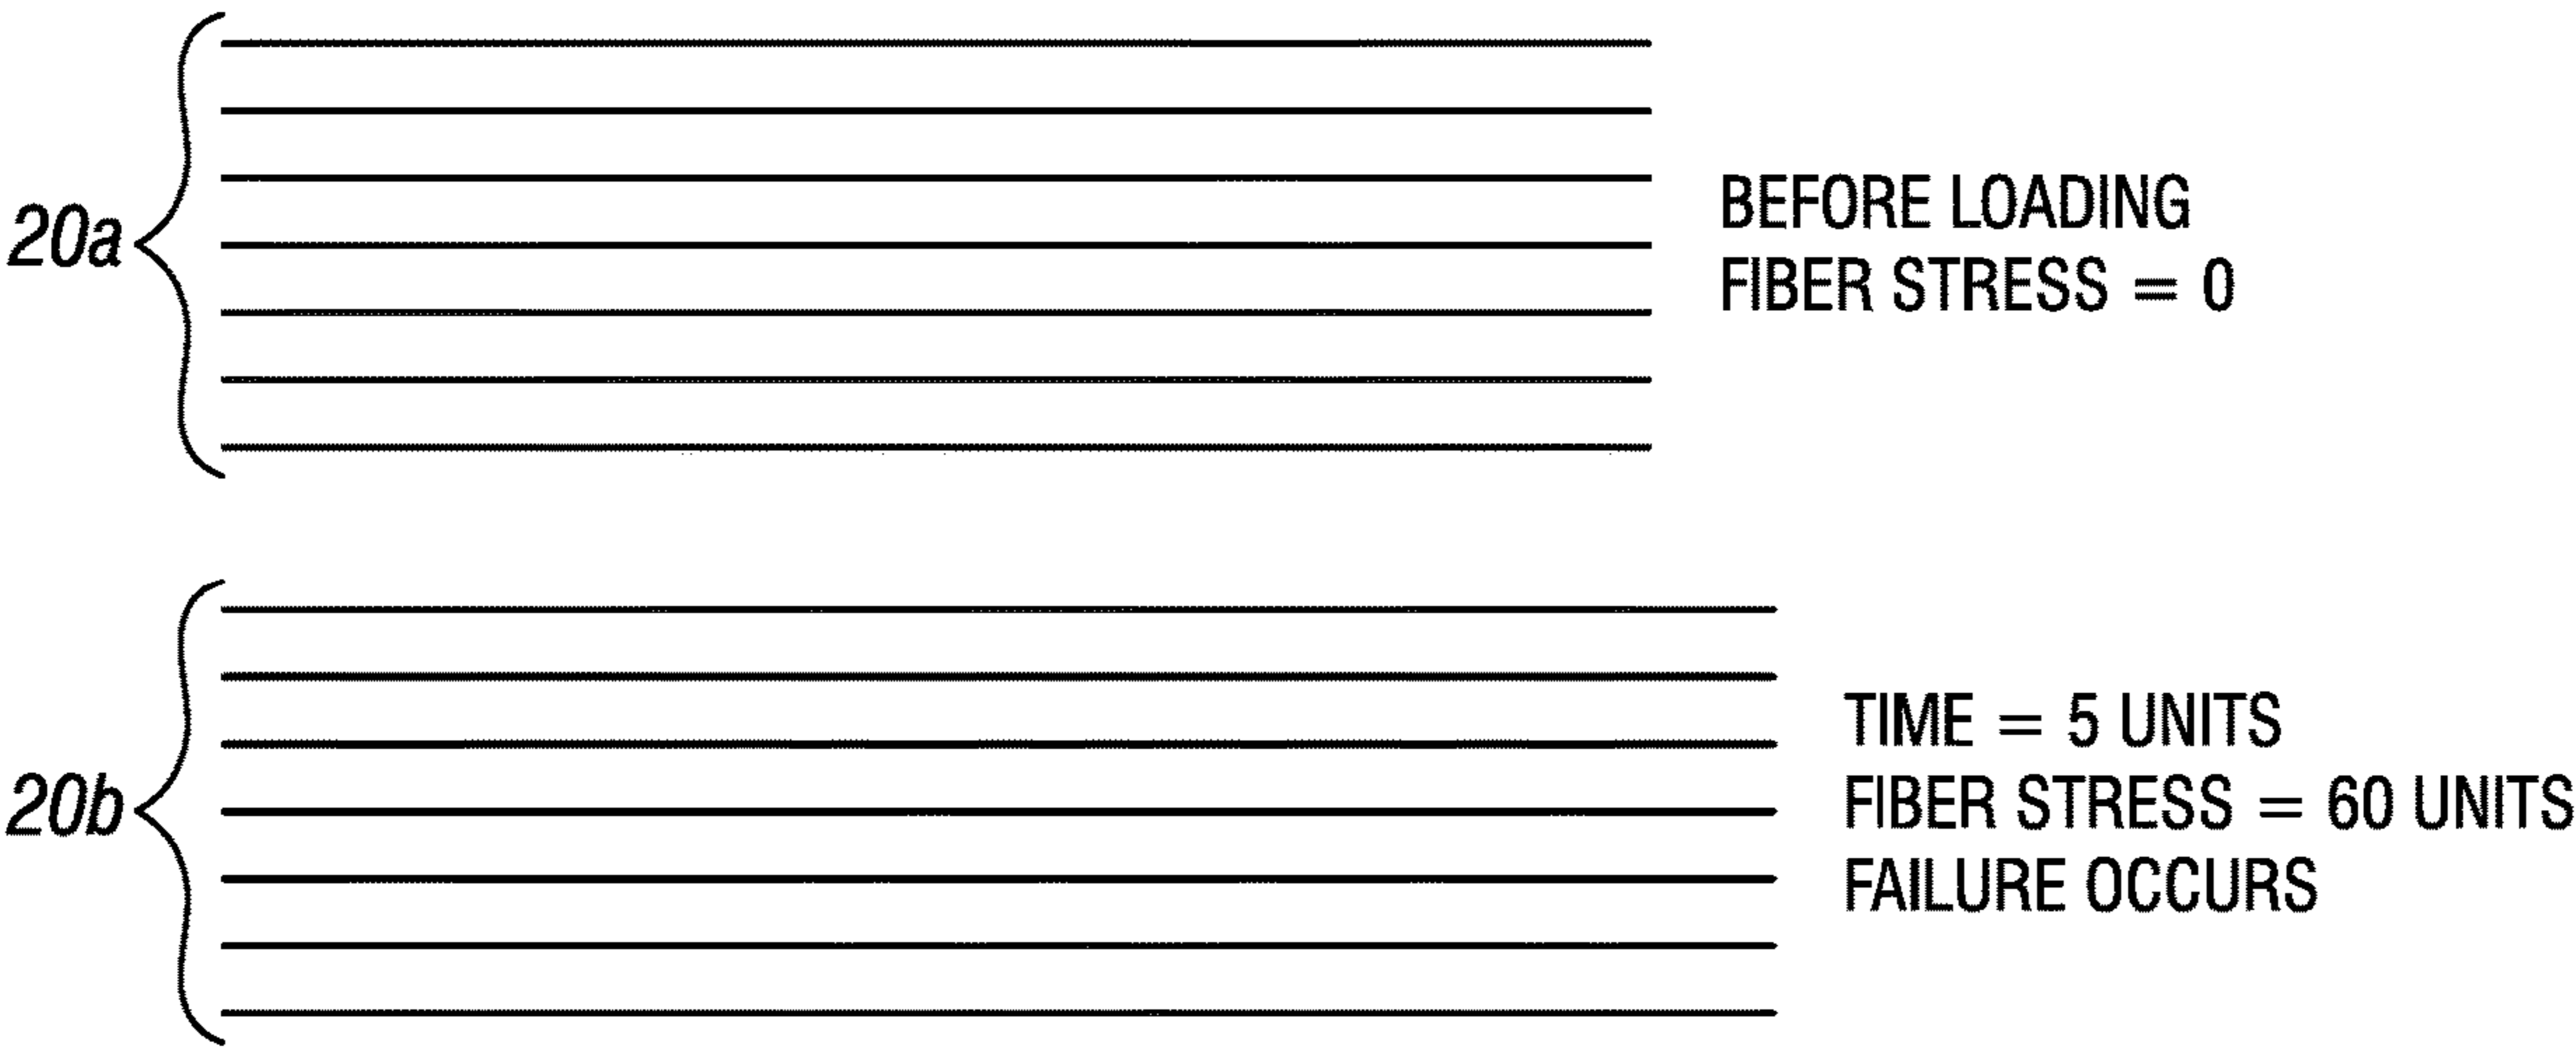 20a
BEFORE LOADING
FIBER STRESS = 0
20b
TIME = 5 UNITS
FIBER STRESS = 60 UNITS
FAILURE OCCURS